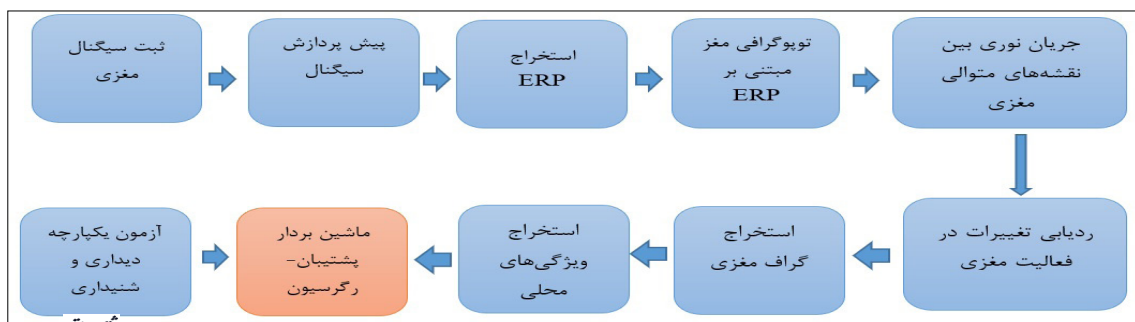 ثبت سیگنال
مغزی
پیش پردازش
سیگنال
استخراج
ERP
توپوگرافی مغز
مبتنی بر
ERP
جریان نوری بین
نقشه‌های متوالی
مغزی
ردیابی تغییرات در
فعالیت مغزی
استخراج
گراف مغزی
استخراج
ویژگی‌های
محلی
ماشین بردار
پشتیبان-
رگرسیون
آزمون یکپارچه
دیداری و
شنیداری